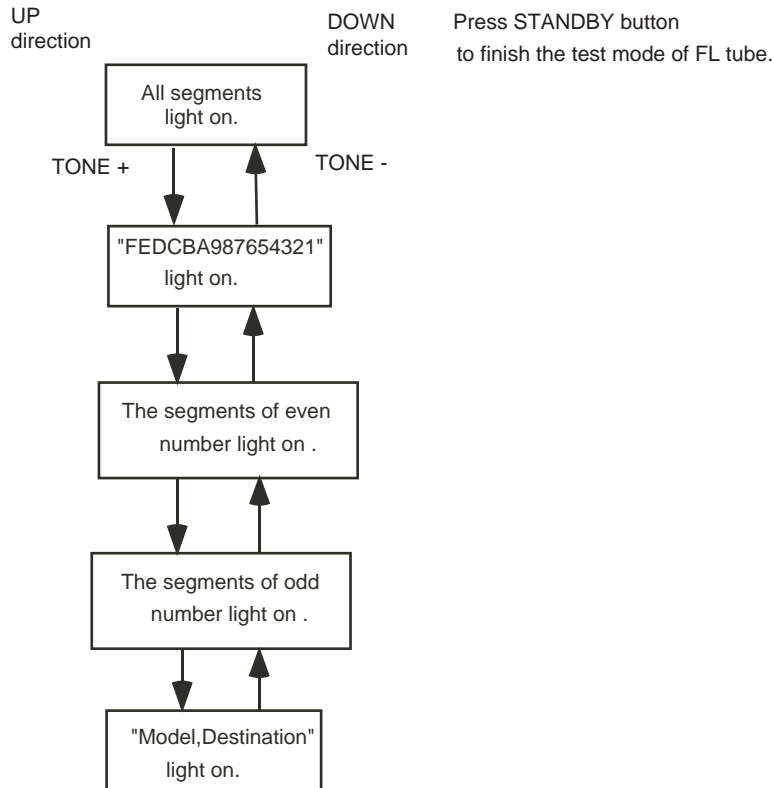 UP
direction
DOWN
direction
Press STANDBY button
to finish the test mode of FL tube.
All segments
light on.
TONE +
TONE -
"FEDCBA987654321"
light on.
The segments of even
number light on .
The segments of odd
number light on .
"Model,Destination"
light on.